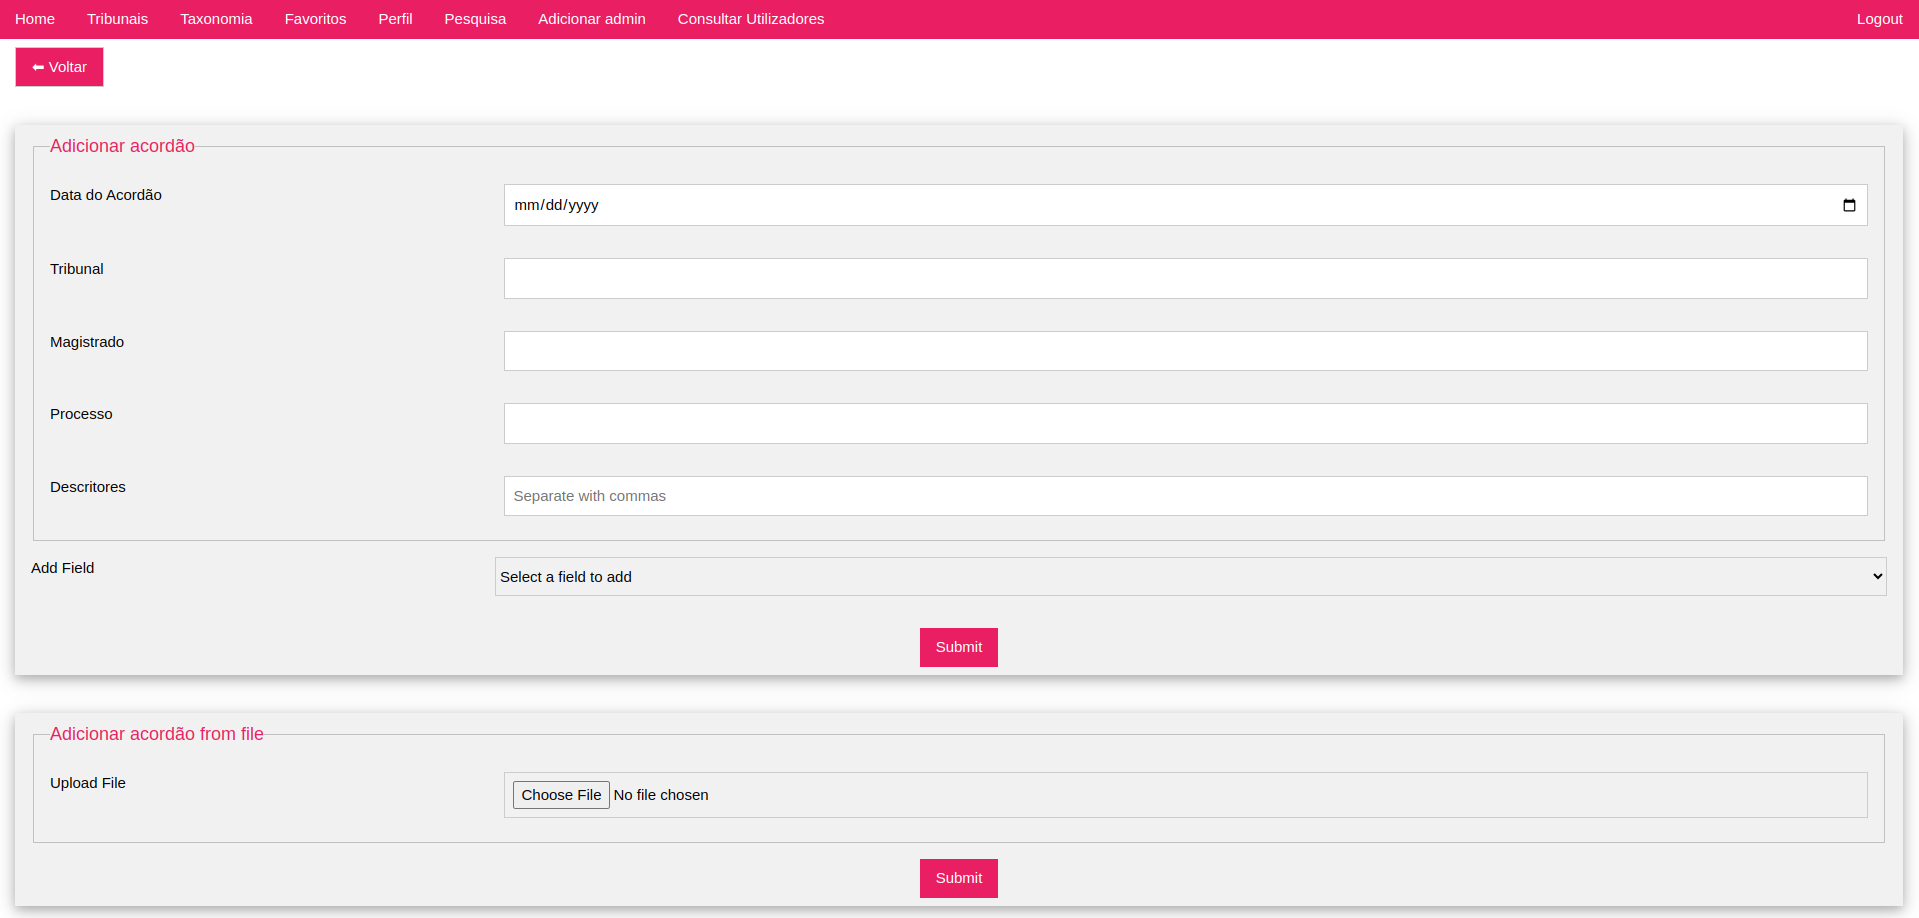 Home Tribunais Taxonomia Favoritos Perfil Pesquisa Adicionar admin Consultar Utilizadores Logout
⬅ Voltar
Adicionar acordão
Data do Acordão mm/dd/yyyy
Tribunal
Magistrado
Processo
Descritores Separate with commas
Add Field Select a field to add
Submit
Adicionar acordão from file
Upload File Choose File No file chosen
Submit